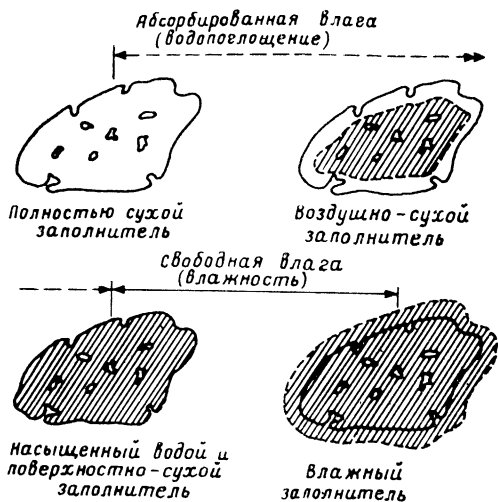 Абсорбированная влага
(водопоглощение)
Полностью сухой
заполнитель
Воздушно-сухой
заполнитель
Свободная влага
(влажность)
Насыщенный водой и
поверхностно-сухой
заполнитель
Влажный
заполнитель